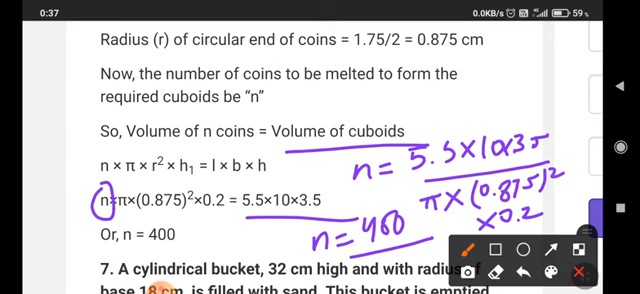 0:37 0.0KB/s 4G 59%
Radius (r) of circular end of coins = 1.75/2 = 0.875 cm
Now, the number of coins to be melted to form the
required cuboids be “n”
So, Volume of n coins = Volume of cuboids
n × π × r² × h₁ = l × b × h
n×π×(0.875)²×0.2 = 5.5×10×3.5
Or, n = 400
n = 5.5×10×3.5
π × (0.875)²
×0.2
n = 400
7. A cylindrical bucket, 32 cm high and with radius of
base 18 cm, is filled with sand. This bucket is emptied